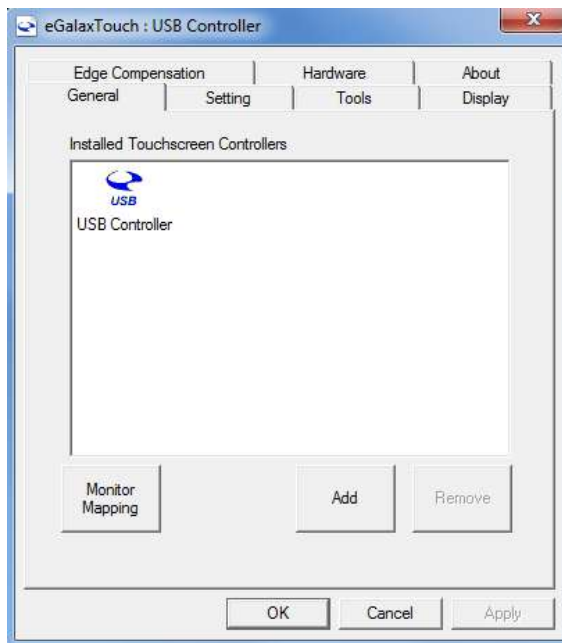 eGalaxTouch : USB Controller
Edge Compensation Hardware About
General Setting Tools Display
Installed Touchscreen Controllers
USB
USB Controller
Monitor
Mapping
Add
Remove
OK Cancel Apply